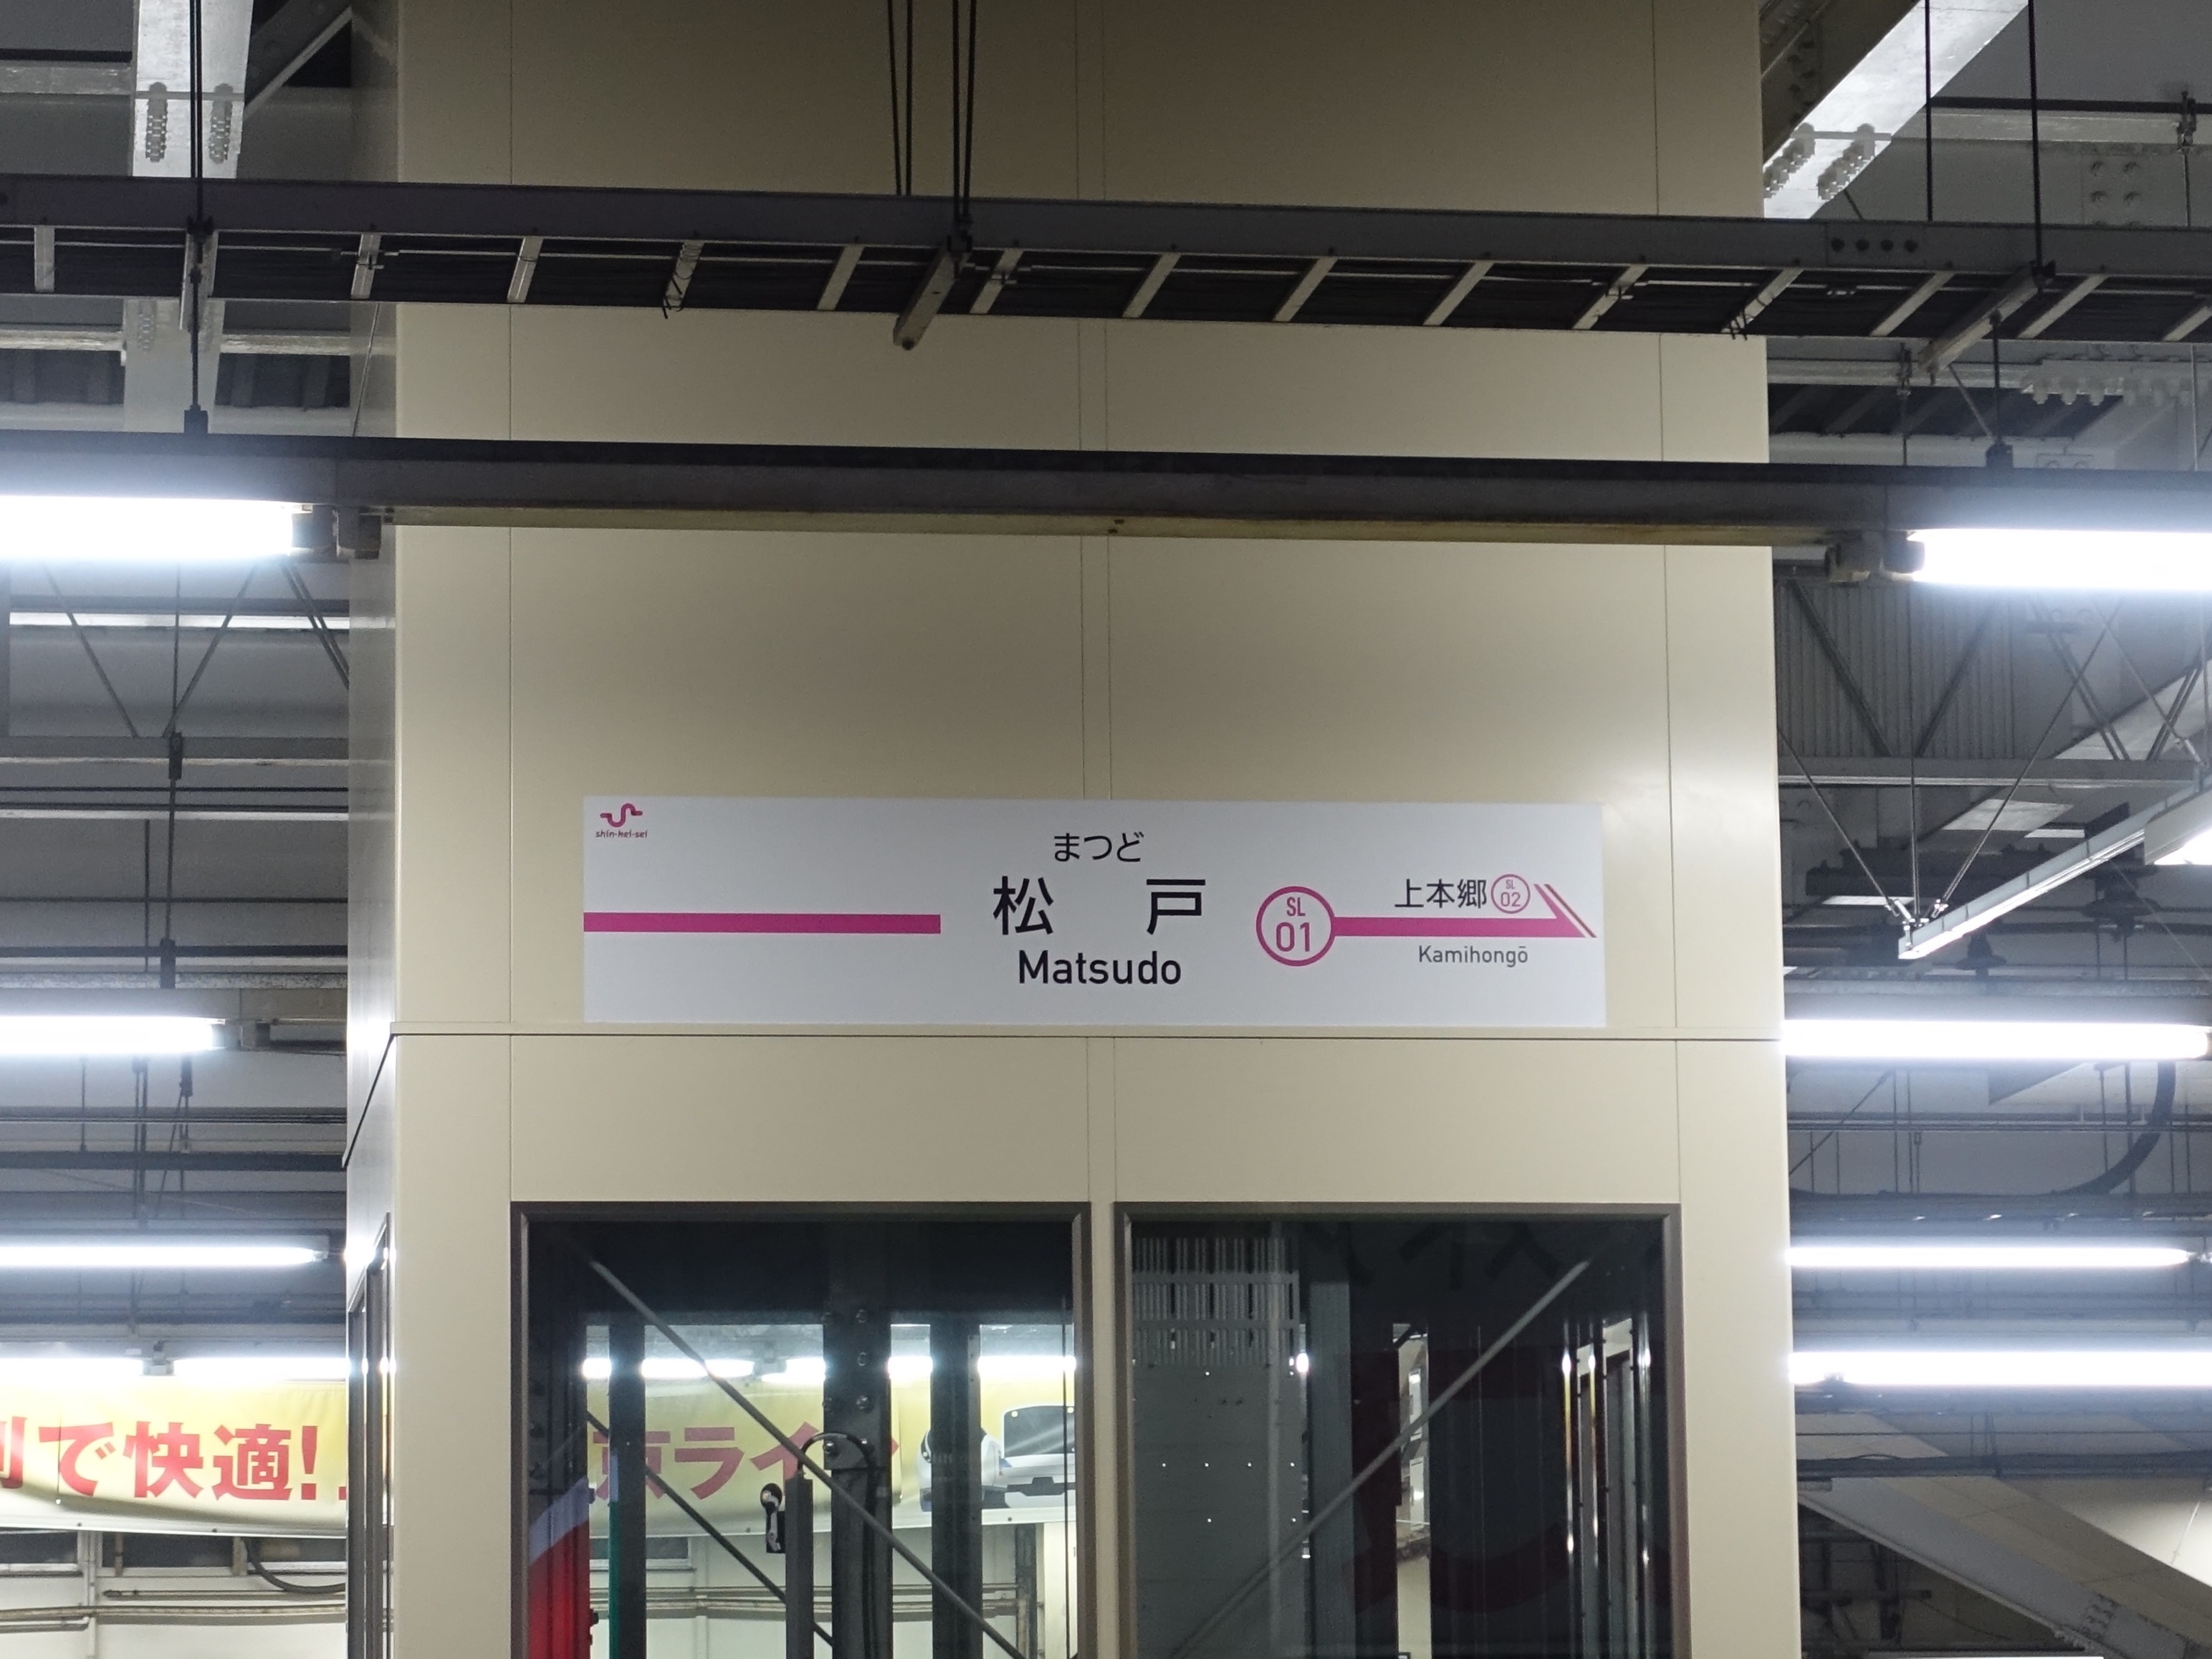 shin-kei-sei
まつど
松戸
Matsudo
SL
01
上本郷
SL
02
Kamihongō
で快適!
京ライン